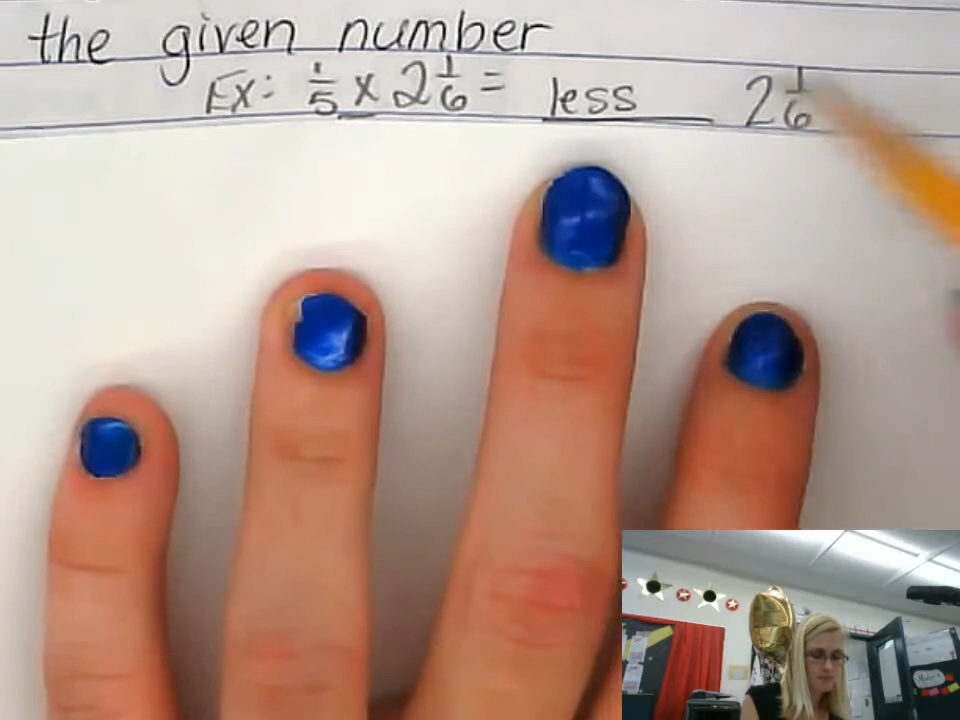 the given number
Ex: 1/5 x 2 1/6 = less 2 1/6